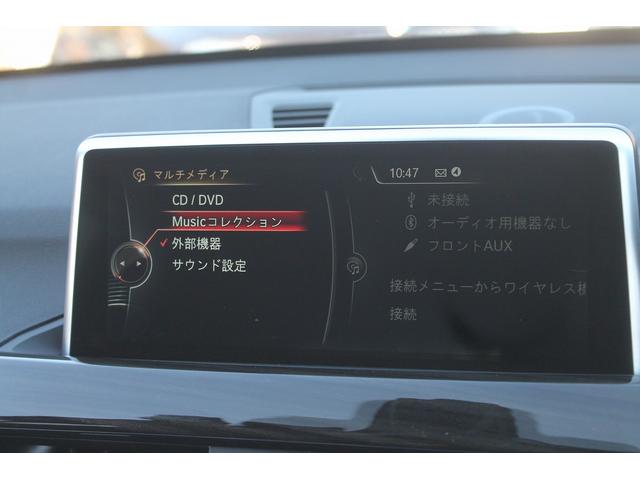 マルチメディア
CD / DVD
Musicコレクション
外部機器
サウンド設定
10:47
未接続
オーディオ用機器なし
フロントAUX
接続メニューからワイヤレス機
接続